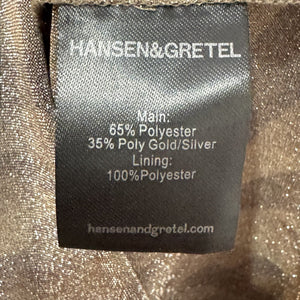 HANSEN&GRETEL
Main:
65% Polyester
35% Poly Gold/Silver
Lining:
100%Polyester
hansenandgretel.com